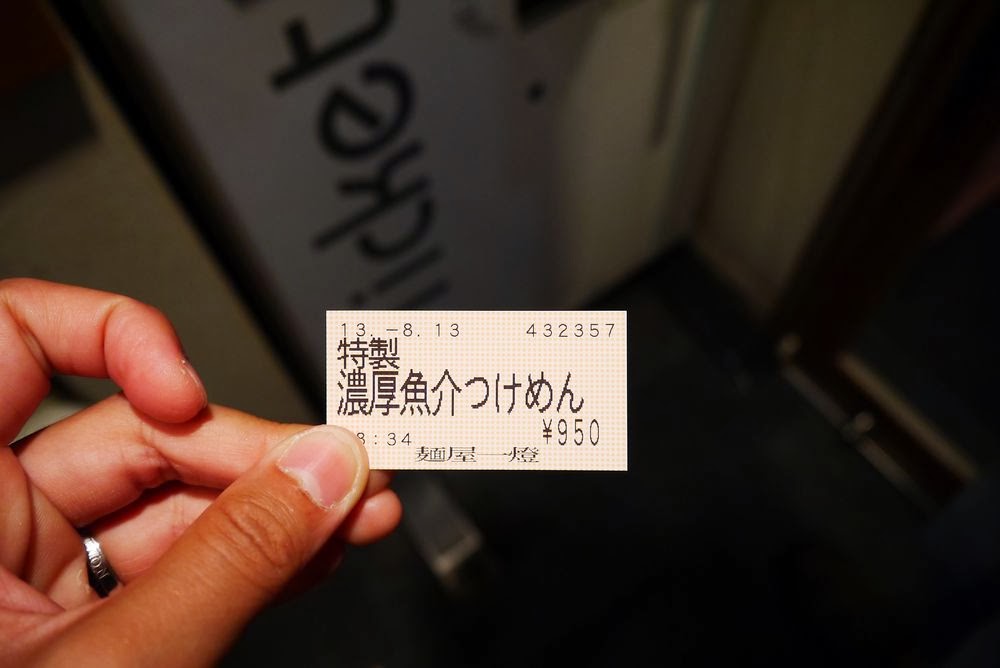 ticket
13.-8.13 432357
特製
濃厚魚介つけめん
¥950
8:34
麺屋一燈